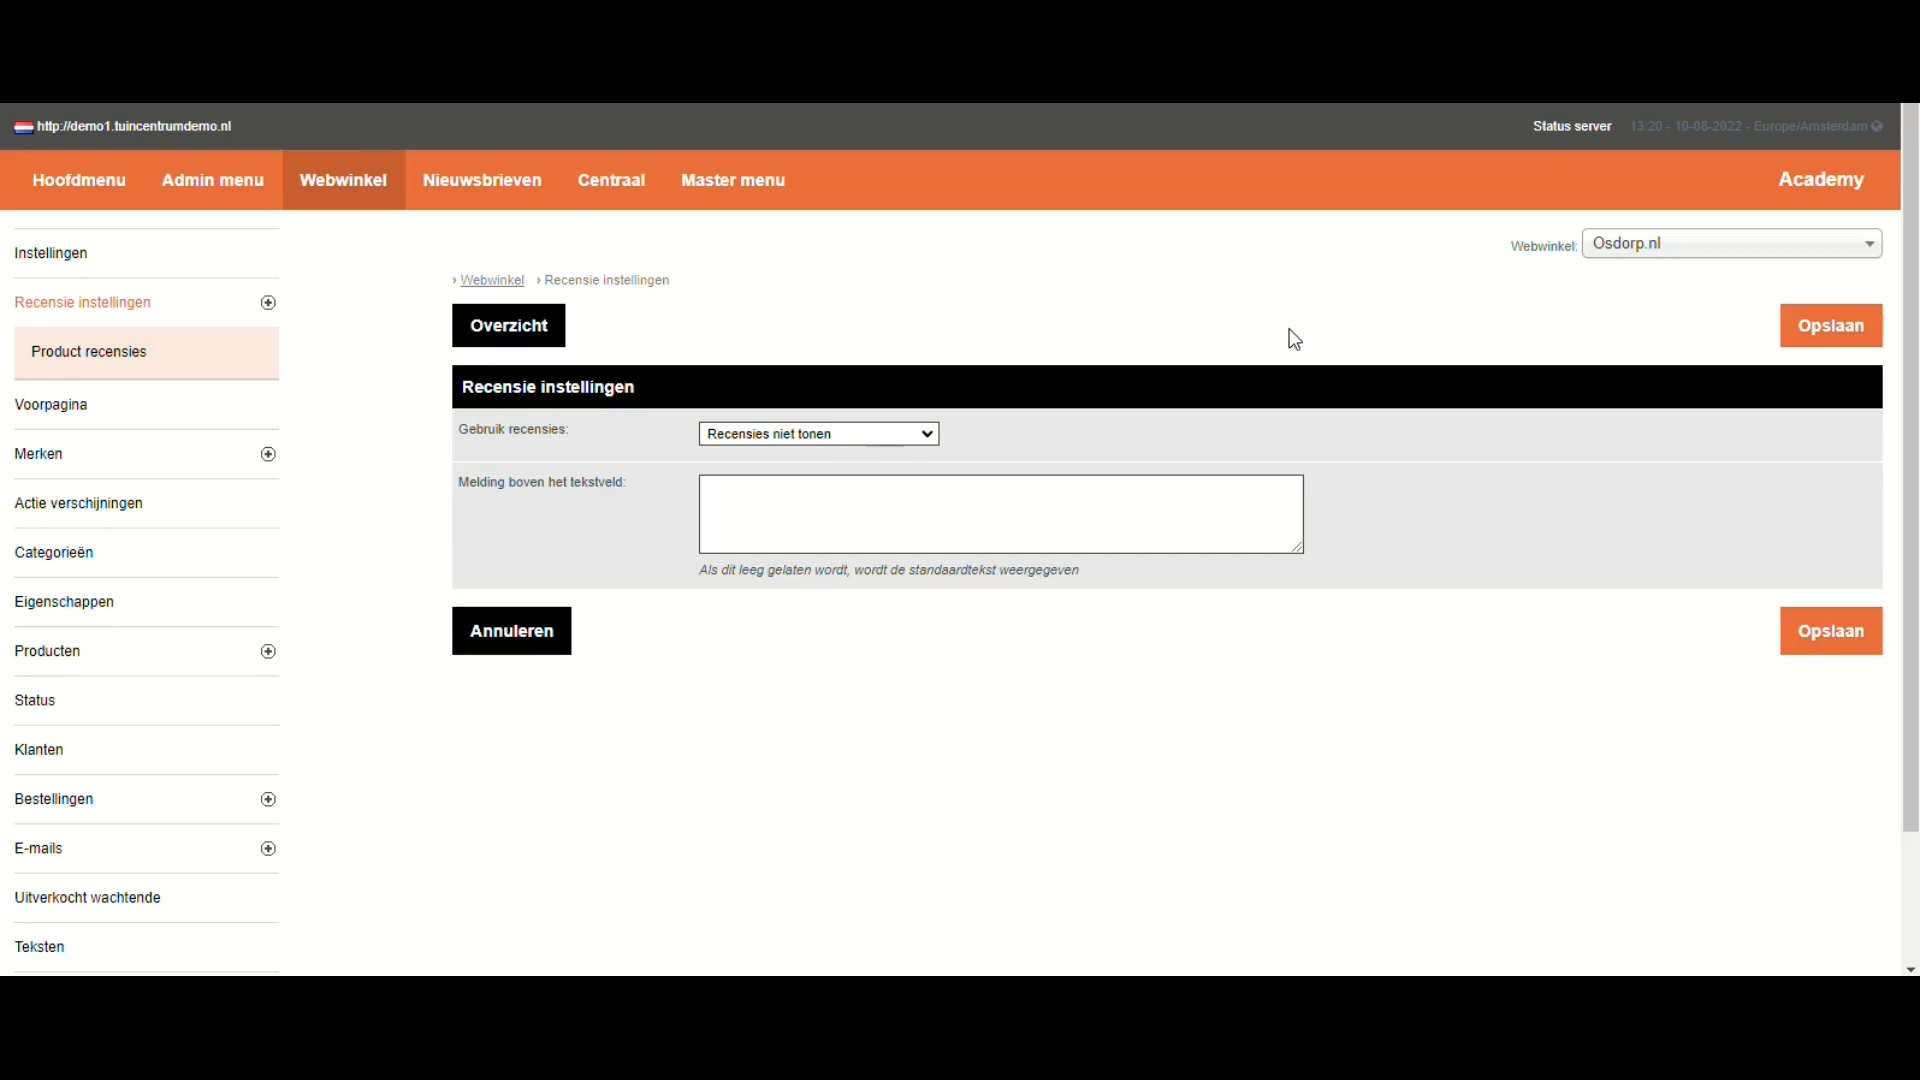 http://demo1.tuincentrumdemo.nl
Status server 13:20 - 10-08-2022 - Europe/Amsterdam
Hoofdmenu Admin menu Webwinkel Nieuwsbrieven Centraal Master menu Academy
Webwinkel: Osdorp.nl
› Webwinkel › Recensie instellingen
Overzicht Opslaan
Recensie instellingen
Gebruik recensies: Recensies niet tonen
Melding boven het tekstveld:
Als dit leeg gelaten wordt, wordt de standaardtekst weergegeven
Annuleren Opslaan
Instellingen
Recensie instellingen
Product recensies
Voorpagina
Merken
Actie verschijningen
Categorieën
Eigenschappen
Producten
Status
Klanten
Bestellingen
E-mails
Uitverkocht wachtende
Teksten